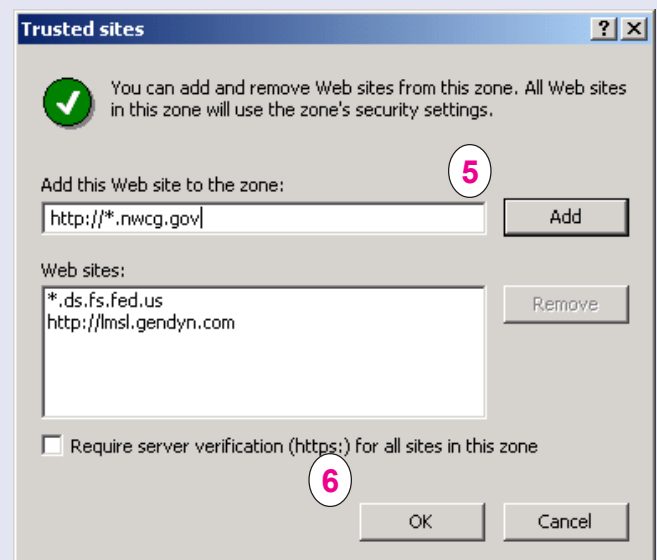 Trusted sites
You can add and remove Web sites from this zone. All Web sites
in this zone will use the zone's security settings.
5
Add this Web site to the zone:
http://*.nwcg.gov
Add
Web sites:
*.ds.fs.fed.us
http://lmsl.gendyn.com
Remove
Require server verification (https:) for all sites in this zone
6
OK
Cancel